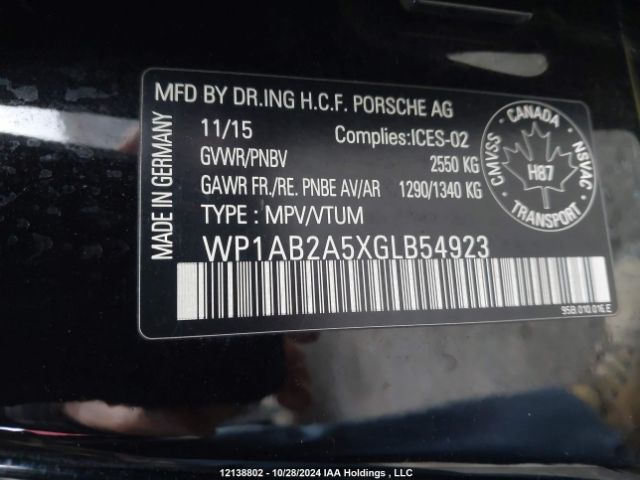 MFD BY DR.ING H.C.F. PORSCHE AG
MADE IN GERMANY
11/15 Complies:ICES-02
GVWR/PNBV 2550 KG
GAWR FR./RE. PNBE AV/AR 1290/1340 KG
TYPE : MPV/VTUM
WP1AB2A5XGLB54923
CANADA
CMVSS
NSVAC
H87
TRANSPORT
95B.010.016.E
12138802 - 10/28/2024 IAA Holdings , LLC